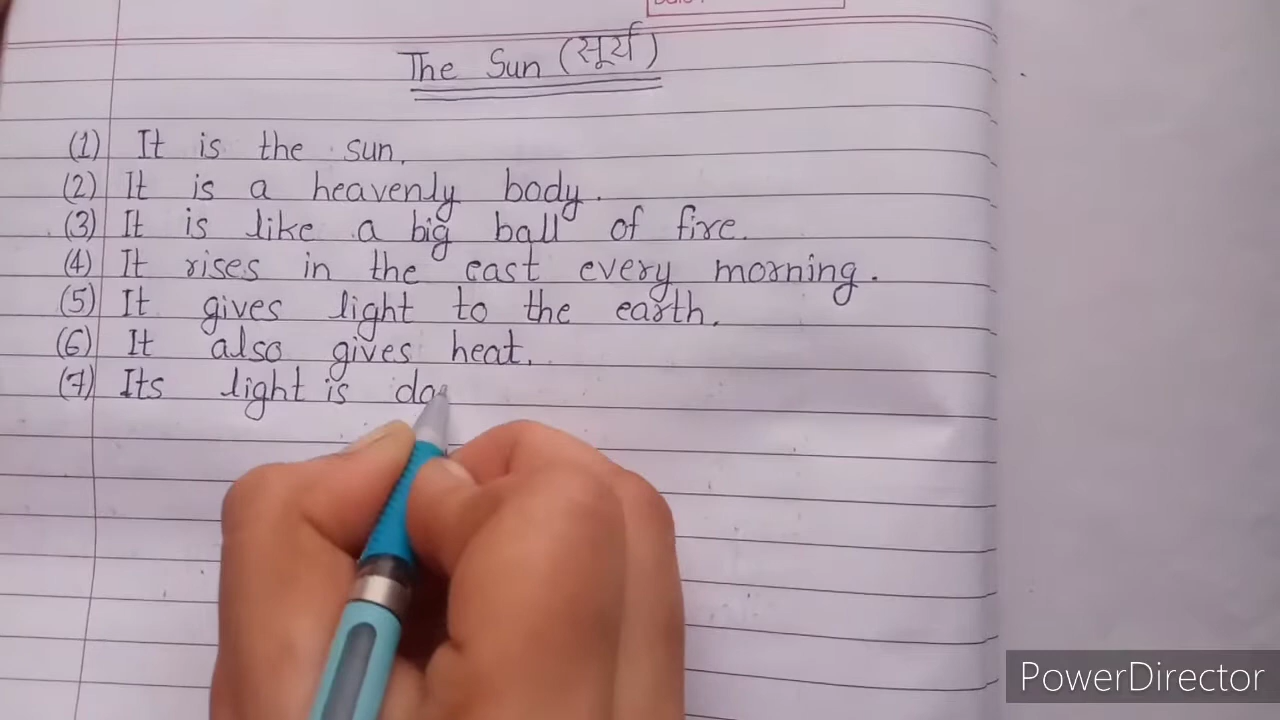 The Sun (सूर्य)
(1) It is the sun.
(2) It is a heavenly body.
(3) It is like a big ball of fire.
(4) It rises in the east every morning.
(5) It gives light to the earth.
(6) It also gives heat.
(7) Its light is da
PowerDirector